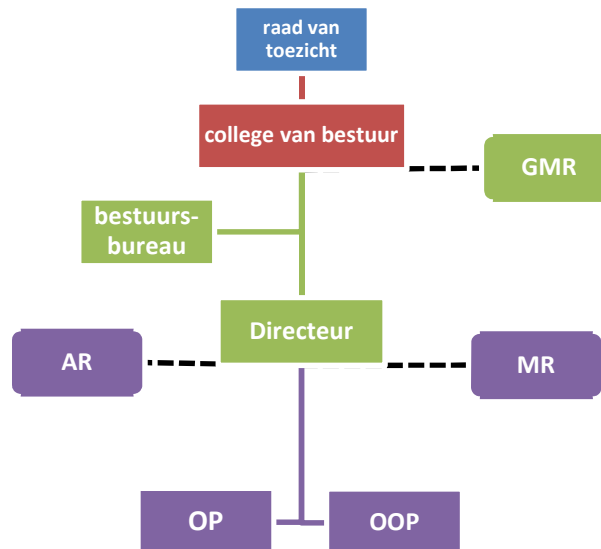 raad van
toezicht
college van bestuur
GMR
bestuurs-
bureau
Directeur
AR
MR
OP
OOP